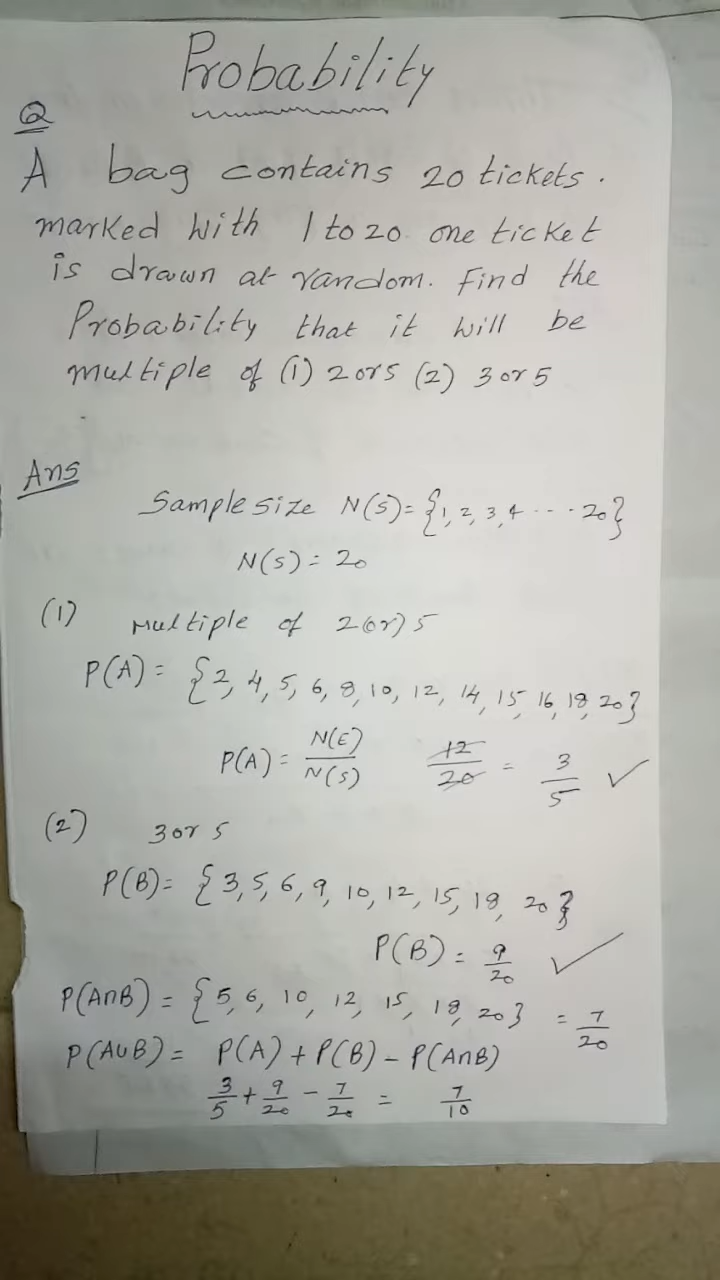 Probability
Q
A bag contains 20 tickets.
marked with 1 to 20 one ticket
is drawn at random. Find the
Probability that it will be
multiple of (1) 2 or 5 (2) 3 or 5
Ans
Sample size N(S) = {1, 2, 3, 4 --- 20}
N(S) = 20
(1) Multiple of 2(or) 5
P(A) = {2, 4, 5, 6, 8, 10, 12, 14, 15, 16, 18, 20}
P(A) = N(E)/N(S) 12/20 = 3/5 ✓
(2) 3 or 5
P(B) = {3, 5, 6, 9, 10, 12, 15, 18, 20}
P(B) = 9/20 ✓
P(A∩B) = {5, 6, 10, 12, 15, 18, 20} = 7/20
P(A∪B) = P(A) + P(B) - P(A∩B)
3/5 + 9/20 - 7/20 = 7/10